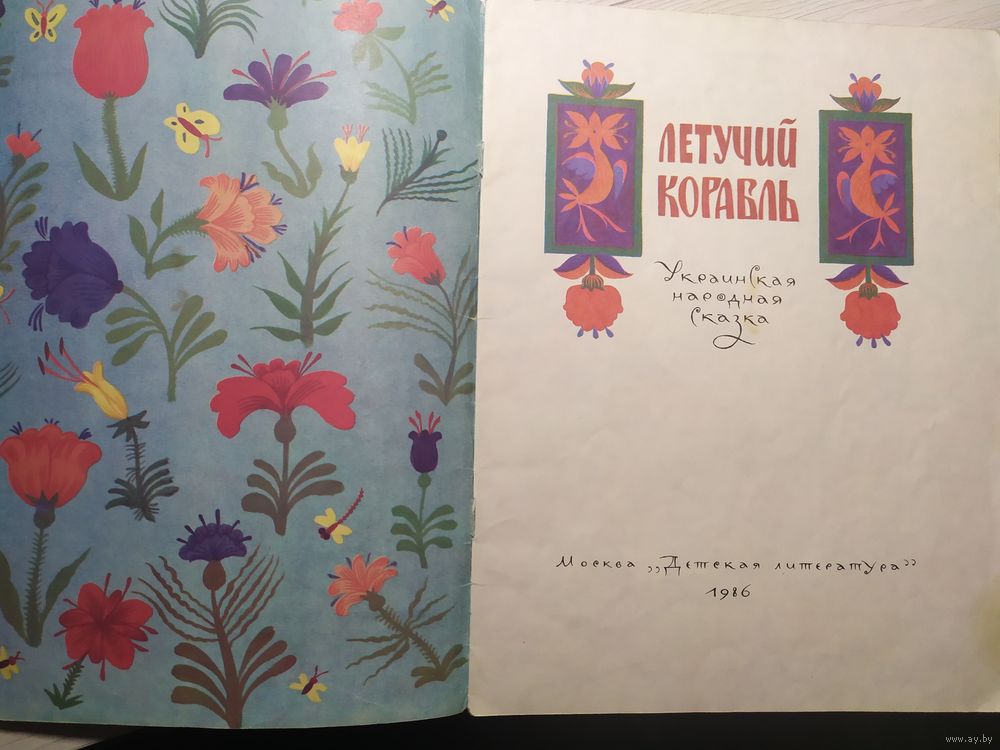 ЛЕТУЧИЙ
КОРАБЛЬ
Украинская
народная
сказка
Москва „Детская литература”
1986
www.ay.by